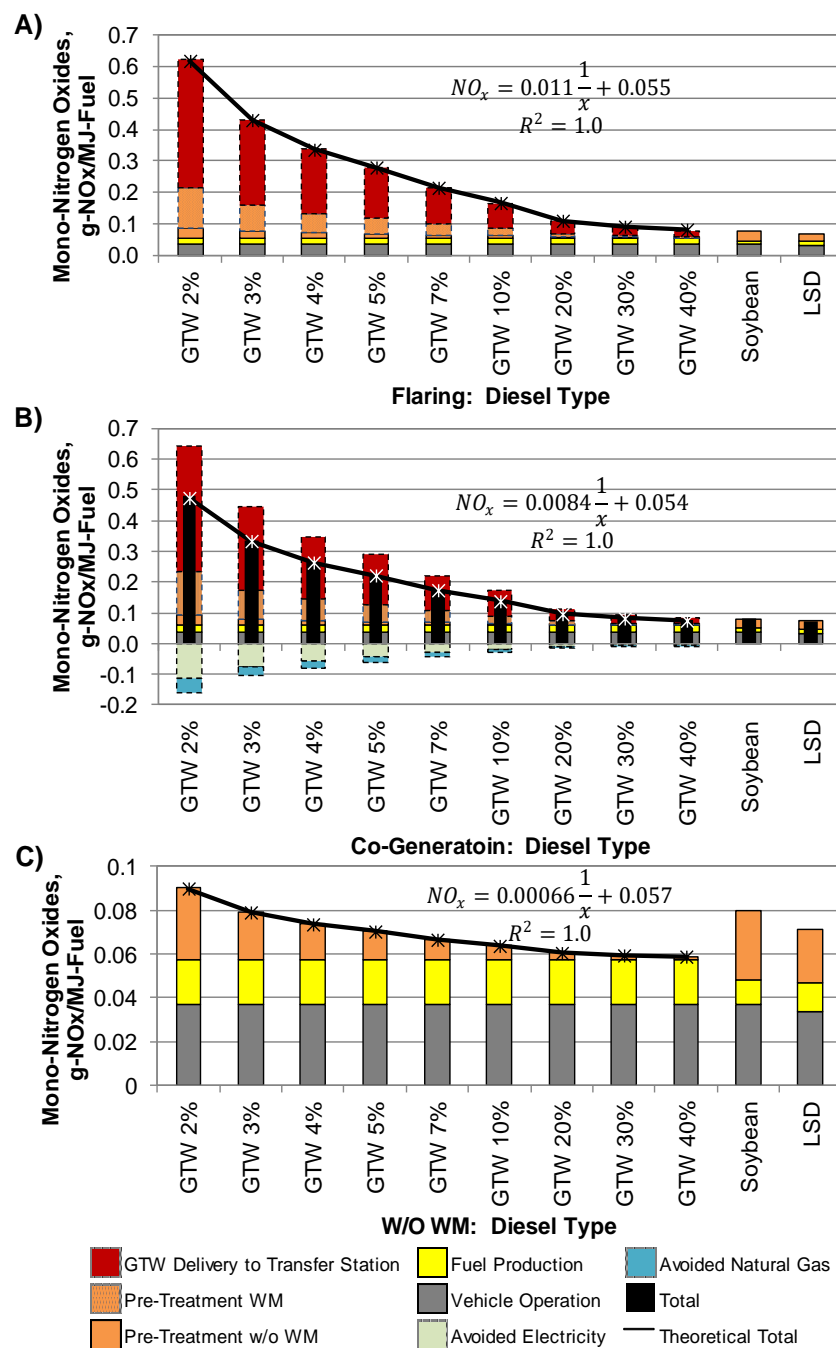 A)
Mono-Nitrogen Oxides,
g-NOx/MJ-Fuel
0.7
0.6
0.5
0.4
0.3
0.2
0.1
0.0
NOₓ = 0.011 1/x + 0.055
R² = 1.0
GTW 2%
GTW 3%
GTW 4%
GTW 5%
GTW 7%
GTW 10%
GTW 20%
GTW 30%
GTW 40%
Soybean
LSD
Flaring: Diesel Type
B)
Mono-Nitrogen Oxides,
g-NOx/MJ-Fuel
0.7
0.6
0.5
0.4
0.3
0.2
0.1
0.0
-0.1
-0.2
NOₓ = 0.0084 1/x + 0.054
R² = 1.0
GTW 2%
GTW 3%
GTW 4%
GTW 5%
GTW 7%
GTW 10%
GTW 20%
GTW 30%
GTW 40%
Soybean
LSD
Co-Generatoin: Diesel Type
C)
Mono-Nitrogen Oxides,
g-NOx/MJ-Fuel
0.1
0.08
0.06
0.04
0.02
0
NOₓ = 0.00066 1/x + 0.057
R² = 1.0
GTW 2%
GTW 3%
GTW 4%
GTW 5%
GTW 7%
GTW 10%
GTW 20%
GTW 30%
GTW 40%
Soybean
LSD
W/O WM: Diesel Type
GTW Delivery to Transfer Station
Fuel Production
Avoided Natural Gas
Pre-Treatment WM
Vehicle Operation
Total
Pre-Treatment w/o WM
Avoided Electricity
Theoretical Total